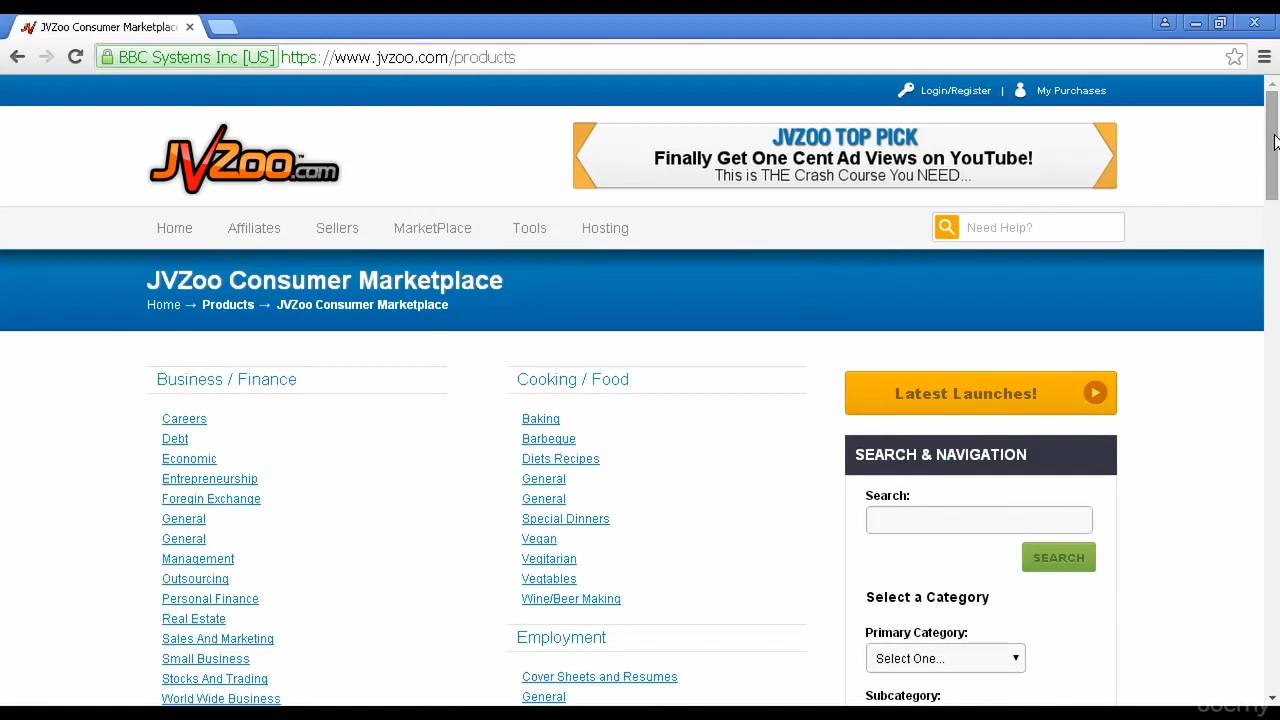 JVZoo Consumer Marketplac
BBC Systems Inc [US] https://www.jvzoo.com/products
Login/Register | My Purchases
JVZoo.com™
JVZOO TOP PICK
Finally Get One Cent Ad Views on YouTube!
This is THE Crash Course You NEED...
Home Affiliates Sellers MarketPlace Tools Hosting Need Help?
JVZoo Consumer Marketplace
Home → Products → JVZoo Consumer Marketplace
Business / Finance
Careers
Debt
Economic
Entrepreneurship
Foregin Exchange
General
General
Management
Outsourcing
Personal Finance
Real Estate
Sales And Marketing
Small Business
Stocks And Trading
World Wide Business
Cooking / Food
Baking
Barbeque
Diets Recipes
General
General
Special Dinners
Vegan
Vegitarian
Vegtables
Wine/Beer Making
Employment
Cover Sheets and Resumes
General
Latest Launches!
SEARCH & NAVIGATION
Search:
SEARCH
Select a Category
Primary Category:
Select One...
Subcategory: